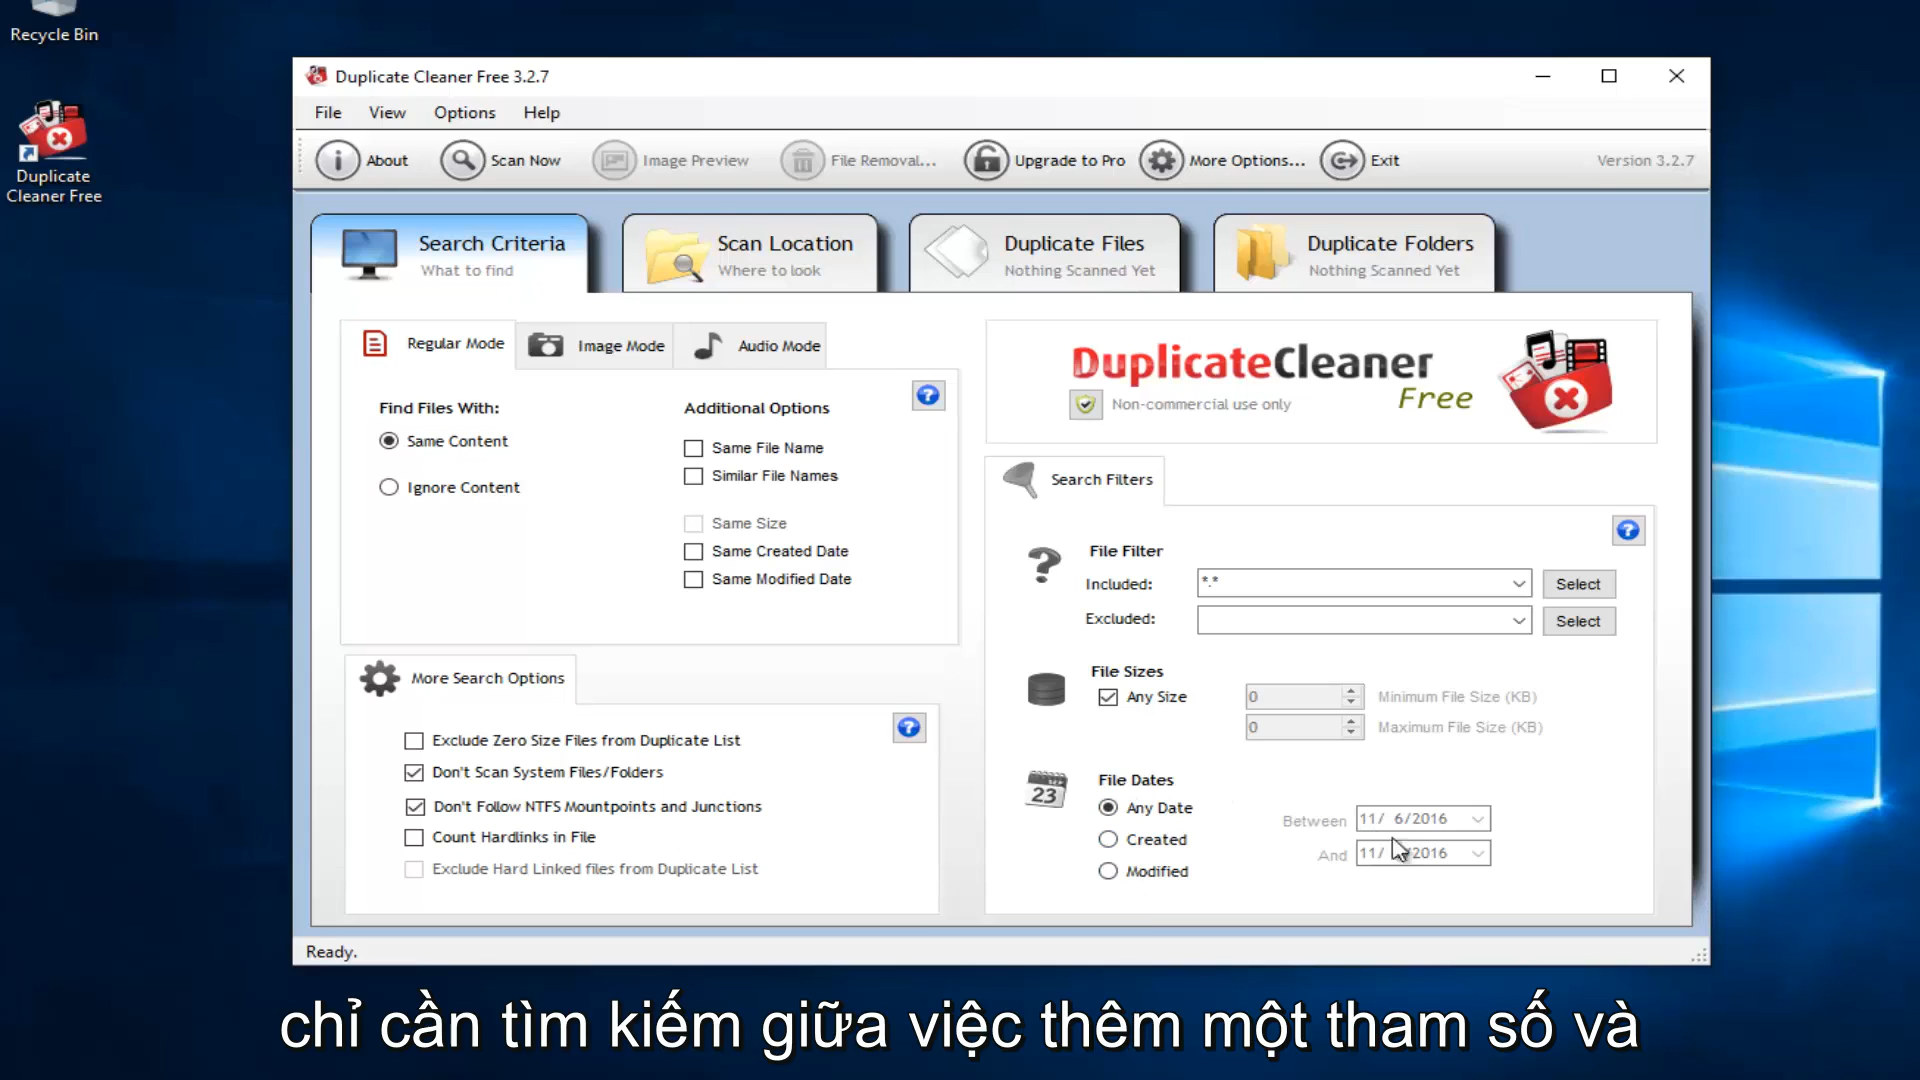 Recycle Bin
Duplicate
Cleaner Free
Duplicate Cleaner Free 3.2.7
File View Options Help
About Scan Now Image Preview File Removal... Upgrade to Pro More Options... Exit Version 3.2.7
Search Criteria
What to find
Scan Location
Where to look
Duplicate Files
Nothing Scanned Yet
Duplicate Folders
Nothing Scanned Yet
Regular Mode Image Mode Audio Mode
Find Files With:
Same Content
Ignore Content
Additional Options
Same File Name
Similar File Names
Same Size
Same Created Date
Same Modified Date
More Search Options
Exclude Zero Size Files from Duplicate List
Don't Scan System Files/Folders
Don't Follow NTFS Mountpoints and Junctions
Count Hardlinks in File
Exclude Hard Linked files from Duplicate List
DuplicateCleaner
Free
Non-commercial use only
Search Filters
File Filter
Included: *.* Select
Excluded: Select
File Sizes
Any Size 0 Minimum File Size (KB)
0 Maximum File Size (KB)
23
File Dates
Any Date
Created
Modified
Between 11/ 6/2016
And 11/ /2016
Ready.
chỉ cần tìm kiếm giữa việc thêm một tham số và